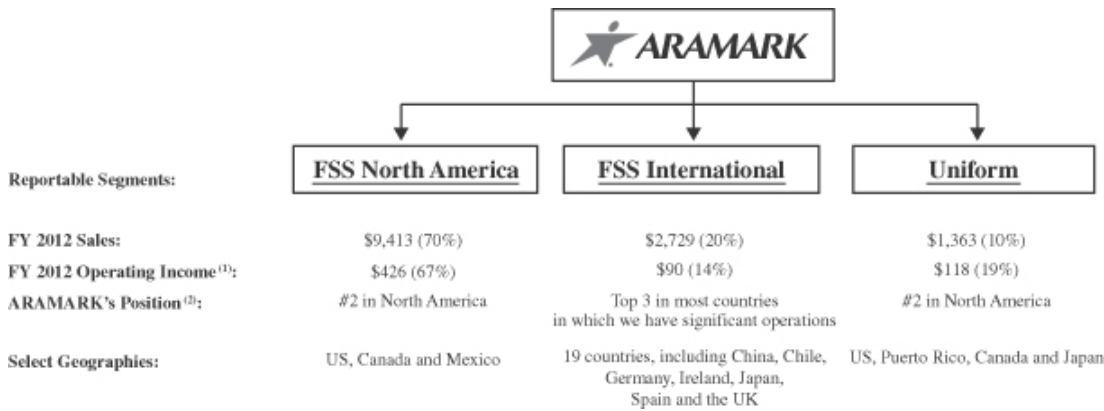 ARAMARK
Reportable Segments:
FSS North America
FSS International
Uniform
FY 2012 Sales:
$9,413 (70%)
$2,729 (20%)
$1,363 (10%)
FY 2012 Operating Income (1):
$426 (67%)
$90 (14%)
$118 (19%)
ARAMARK's Position (2):
#2 in North America
Top 3 in most countries
in which we have significant operations
#2 in North America
Select Geographies:
US, Canada and Mexico
19 countries, including China, Chile,
Germany, Ireland, Japan,
Spain and the UK
US, Puerto Rico, Canada and Japan